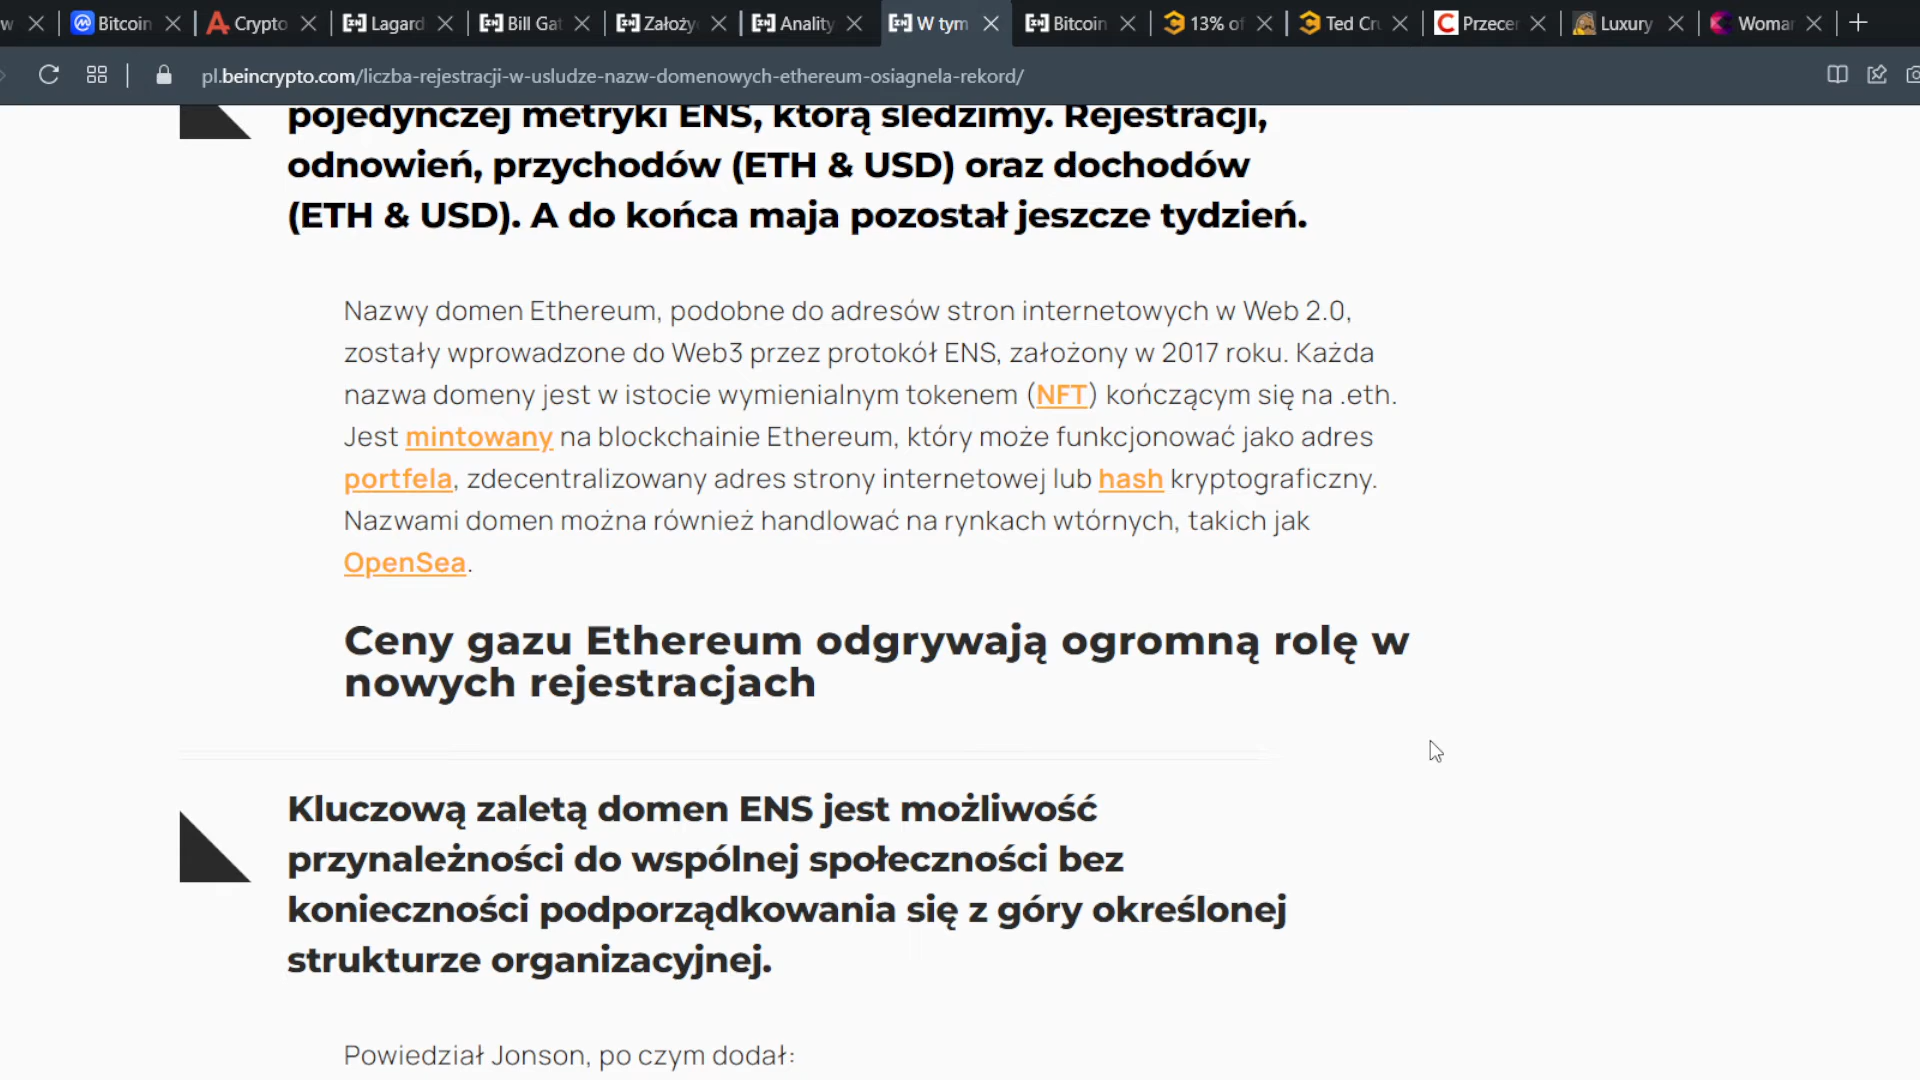 w
Bitcoin
Crypto
Lagard
Bill Gat
Założy
Anality
W tym
Bitcoin
13% of
Ted Cru
Przecen
Luxury
Woman
pl.beincrypto.com/liczba-rejestracji-w-usludze-nazw-domenowych-ethereum-osiagnela-rekord/
pojedynczej metryki ENS, którą śledzimy. Rejestracji,
odnowień, przychodów (ETH & USD) oraz dochodów
(ETH & USD). A do końca maja pozostał jeszcze tydzień.
Nazwy domen Ethereum, podobne do adresów stron internetowych w Web 2.0,
zostały wprowadzone do Web3 przez protokół ENS, założony w 2017 roku. Każda
nazwa domeny jest w istocie wymienialnym tokenem (NFT) kończącym się na .eth.
Jest mintowany na blockchainie Ethereum, który może funkcjonować jako adres
portfela, zdecentralizowany adres strony internetowej lub hash kryptograficzny.
Nazwami domen można również handlować na rynkach wtórnych, takich jak
OpenSea.
Ceny gazu Ethereum odgrywają ogromną rolę w
nowych rejestracjach
Kluczową zaletą domen ENS jest możliwość
przynależności do wspólnej społeczności bez
konieczności podporządkowania się z góry określonej
strukturze organizacyjnej.
Powiedział Jonson, po czym dodał: